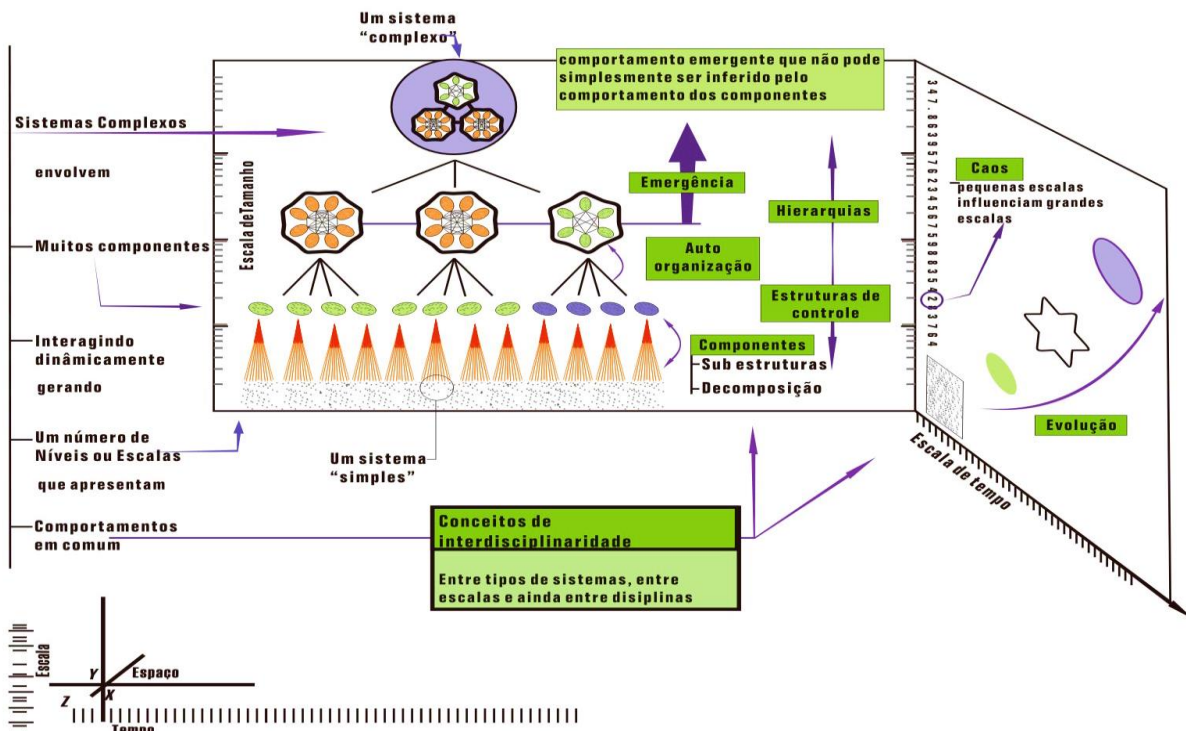 Um sistema
“complexo”
comportamento emergente que não pode
simplesmente ser inferido pelo
comportamento dos componentes
Sistemas Complexos
envolvem
Muitos componentes
Interagindo
dinâmicamente
gerando
Um número de
Níveis ou Escalas
que apresentam
Comportamentos
em comum
Escala de Tamanho
Emergência
Hierarquias
Auto
organização
Estruturas de
controle
Componentes
Sub estruturas
Decomposição
Um sistema
“simples”
Caos
pequenas escalas
influenciam grandes
escalas
Evolução
Escala de tempo
Conceitos de
interdisciplinaridade
Entre tipos de sistemas, entre
escalas e ainda entre disiplinas
Escala
Y
Espaço
Z
X
Tempo